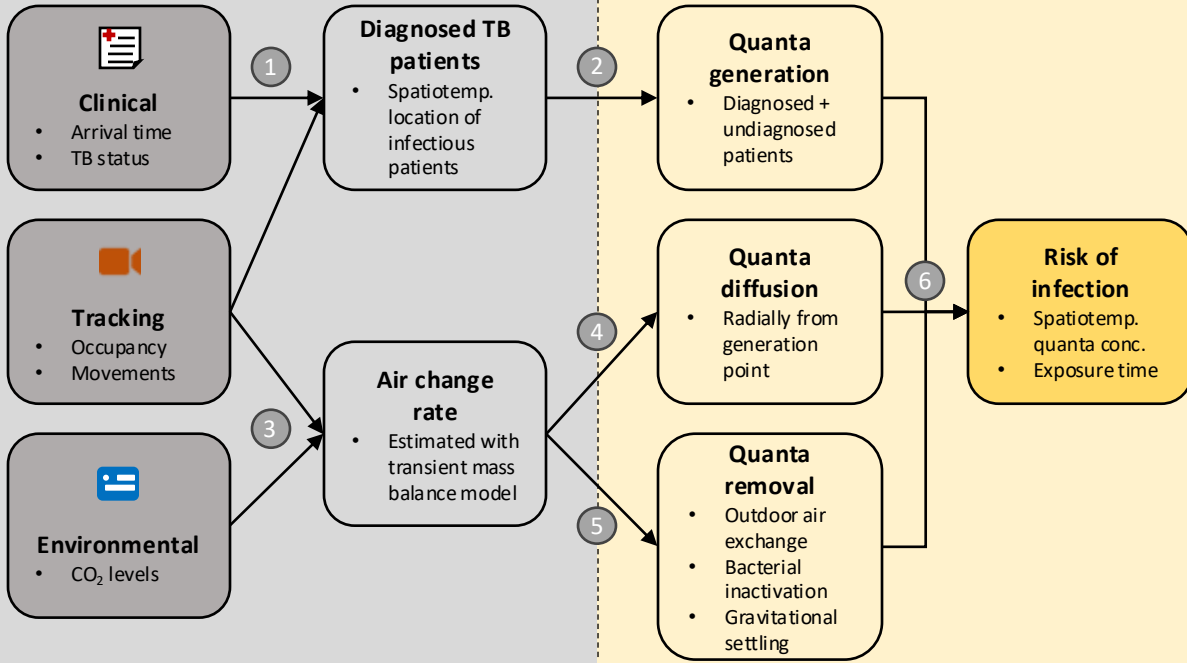 Clinical
• Arrival time
• TB status
1
Diagnosed TB
patients
• Spatiotemp.
location of
infectious
patients
2
Quanta
generation
• Diagnosed +
undiagnosed
patients
Tracking
• Occupancy
• Movements
3
Air change
rate
• Estimated with
transient mass
balance model
4
Quanta
diffusion
• Radially from
generation
point
6
Risk of
infection
• Spatiotemp.
quanta conc.
• Exposure time
Environmental
• CO₂ levels
5
Quanta
removal
• Outdoor air
exchange
• Bacterial
inactivation
• Gravitational
settling